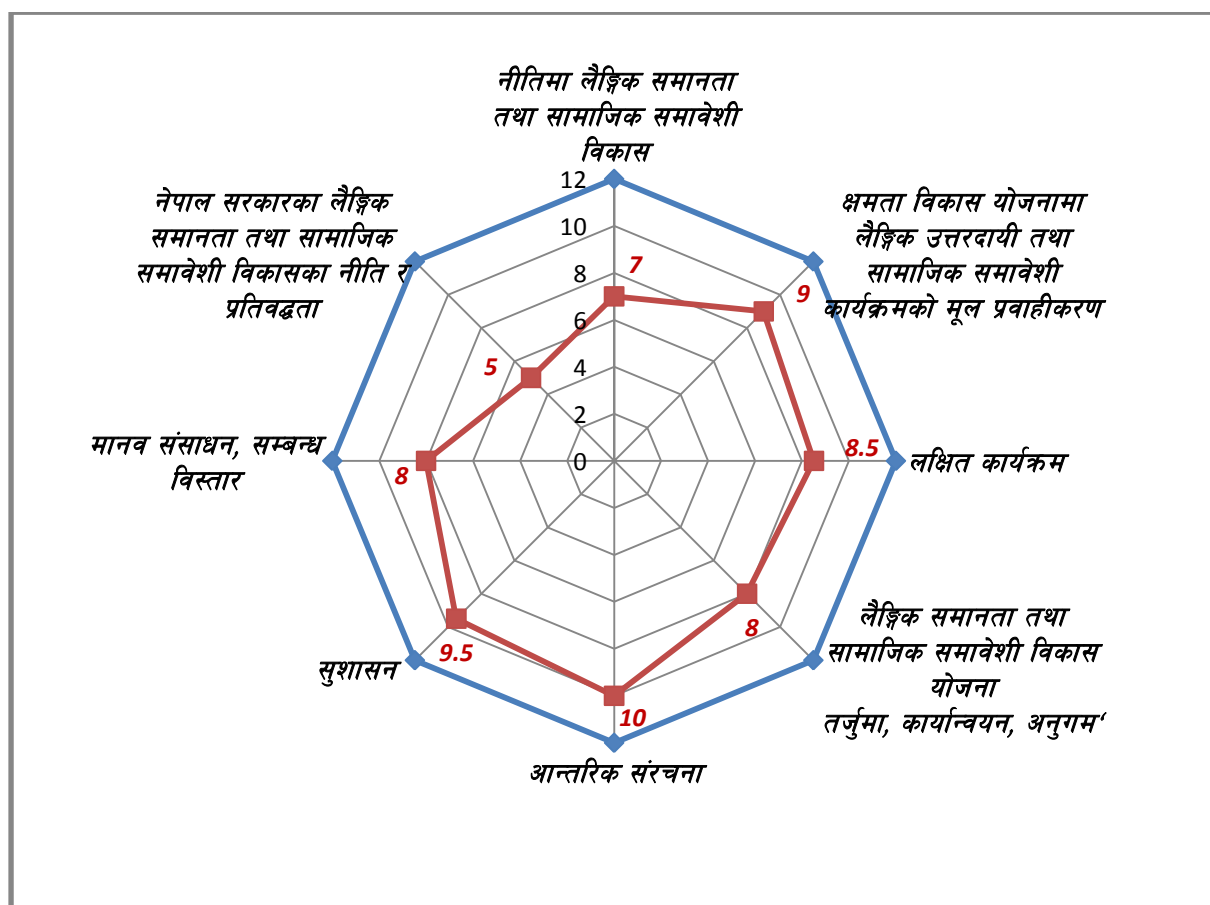 नीतिमा लैङ्गिक समानता
तथा सामाजिक समावेशी
विकास
क्षमता विकास योजनामा
लैङ्गिक उत्तरदायी तथा
सामाजिक समावेशी
कार्यक्रमको मूल प्रवाहीकरण
लक्षित कार्यक्रम
लैङ्गिक समानता तथा
सामाजिक समावेशी विकास
योजना
तर्जुमा, कार्यान्वयन, अनुगम‘
आन्तरिक संरचना
सुशासन
मानव संसाधन, सम्बन्ध
विस्तार
नेपाल सरकारका लैङ्गिक
समानता तथा सामाजिक
समावेशी विकासका नीति र
प्रतिवद्धता
12
10
8
6
4
2
0
7
9
8.5
8
10
9.5
8
5